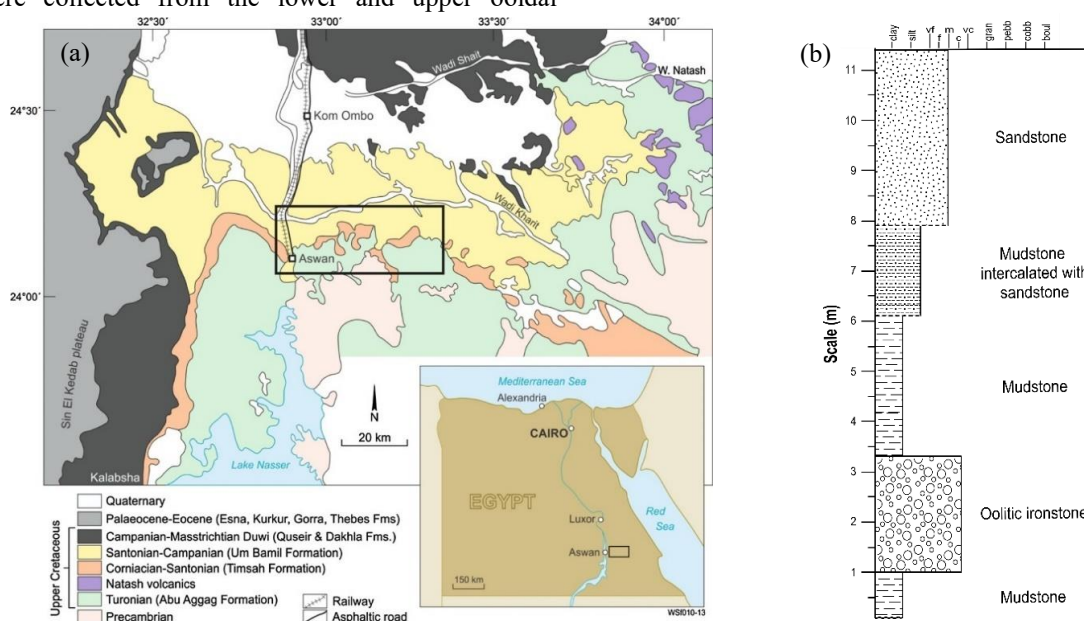 ere collected from the lower and upper ooidal
(a)
32°30'
33°00'
33°30'
34°00'
24°30'
24°00'
Wadi Shait
W. Natash
Kom Ombo
Wadi Kharit
Aswan
Sin El Kedab plateau
Kalabsha
Lake Nasser
N
20 km
Mediterranean Sea
Alexandria
CAIRO
EGYPT
Luxor
Red
Sea
Aswan
150 km
WSf010-13
Upper Cretaceous
Quaternary
Palaeocene-Eocene (Esna, Kurkur, Gorra, Thebes Fms)
Campanian-Masstrichtian Duwi (Quseir & Dakhla Fms.)
Santonian-Campanian (Um Bamil Formation)
Corniacian-Santonian (Timsah Formation)
Natash volcanics
Turonian (Abu Aggag Formation)
Precambrian
Railway
Asphaltic road
(b)
clay
silt
vf
f
m
c
vc
gran
pebb
cobb
boul
Scale (m)
11
10
9
8
7
6
5
4
3
2
1
Sandstone
Mudstone
intercalated with
sandstone
Mudstone
Oolitic ironstone
Mudstone